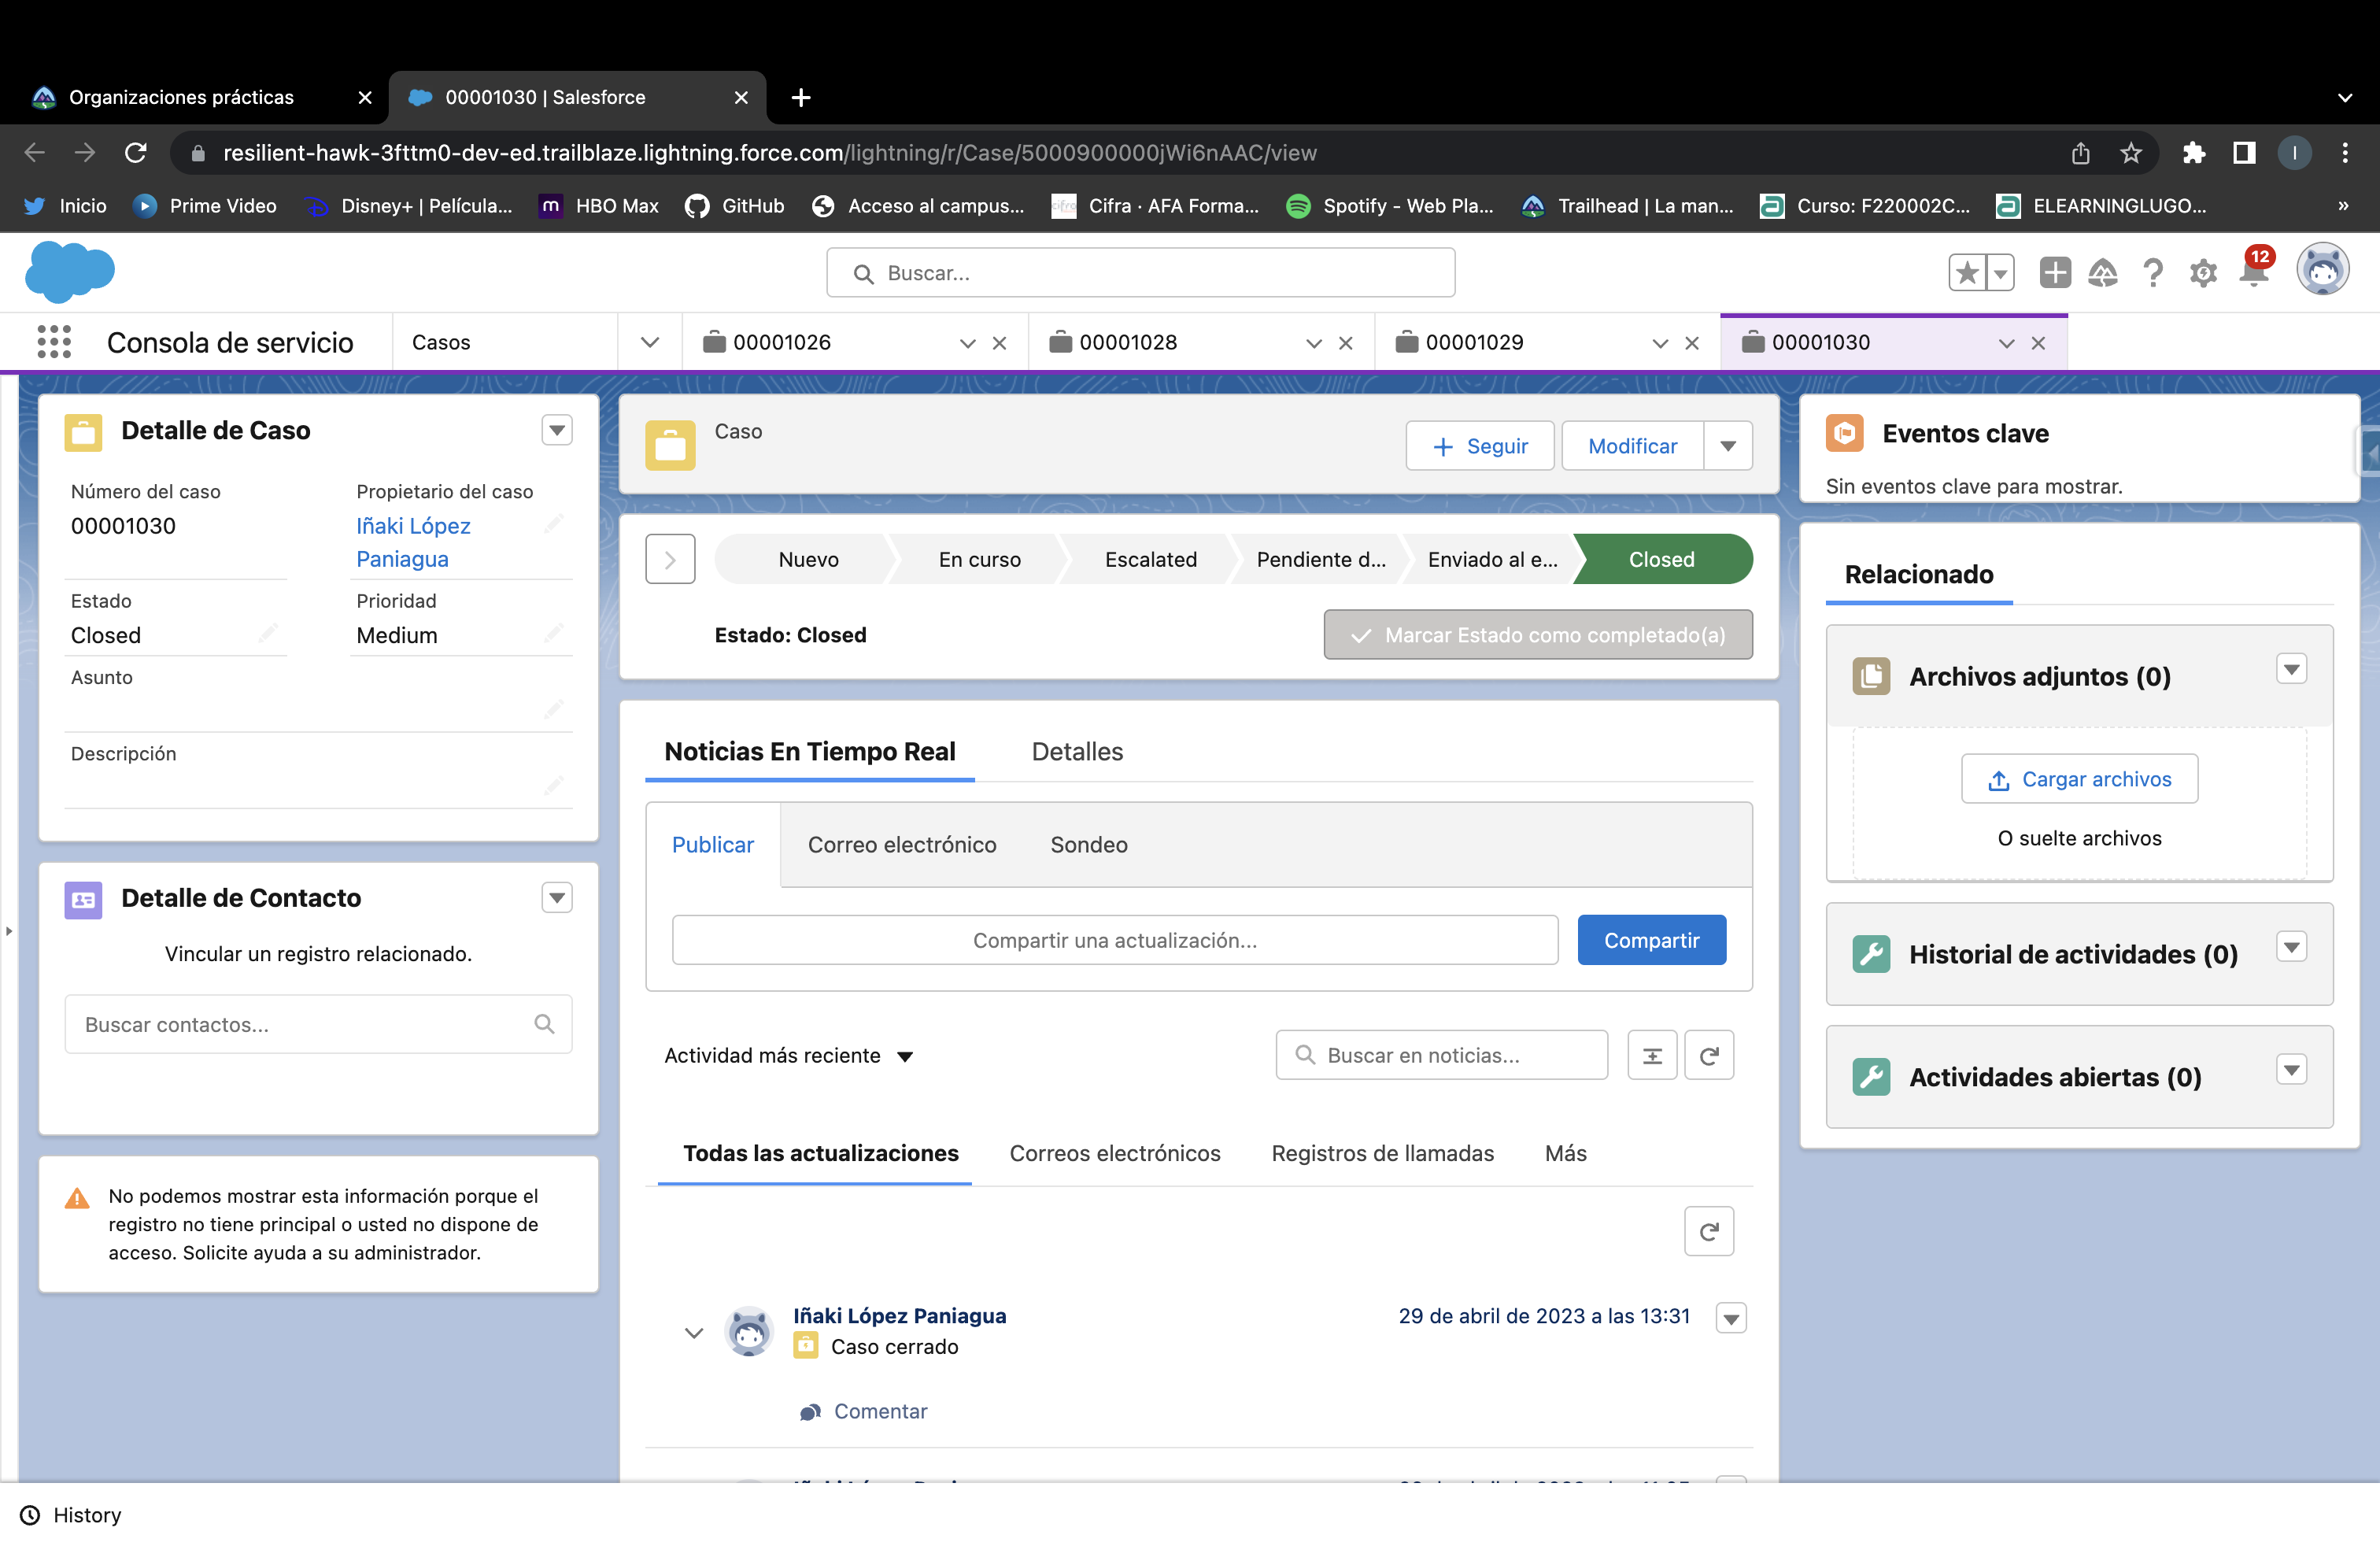 Organizaciones prácticas
00001030 | Salesforce
resilient-hawk-3fttm0-dev-ed.trailblaze.lightning.force.com/lightning/r/Case/5000900000jWi6nAAC/view
Inicio
Prime Video
Disney+ | Película...
HBO Max
GitHub
Acceso al campus...
Cifra · AFA Forma...
Spotify - Web Pla...
Trailhead | La man...
Curso: F220002C...
ELEARNINGLUGO...
»
Buscar...
12
Consola de servicio
Casos
00001026
00001028
00001029
00001030
Detalle de Caso
Número del caso
00001030
Propietario del caso
Iñaki López
Paniagua
Estado
Closed
Prioridad
Medium
Asunto
Descripción
Detalle de Contacto
Vincular un registro relacionado.
Buscar contactos...
No podemos mostrar esta información porque el
registro no tiene principal o usted no dispone de
acceso. Solicite ayuda a su administrador.
Caso
Seguir
Modificar
Nuevo
En curso
Escalated
Pendiente d...
Enviado al e...
Closed
Estado: Closed
Marcar Estado como completado(a)
Noticias En Tiempo Real
Detalles
Publicar
Correo electrónico
Sondeo
Compartir una actualización...
Compartir
Actividad más reciente
Buscar en noticias...
Todas las actualizaciones
Correos electrónicos
Registros de llamadas
Más
Iñaki López Paniagua
29 de abril de 2023 a las 13:31
Caso cerrado
Comentar
Eventos clave
Sin eventos clave para mostrar.
Relacionado
Archivos adjuntos (0)
Cargar archivos
O suelte archivos
Historial de actividades (0)
Actividades abiertas (0)
History